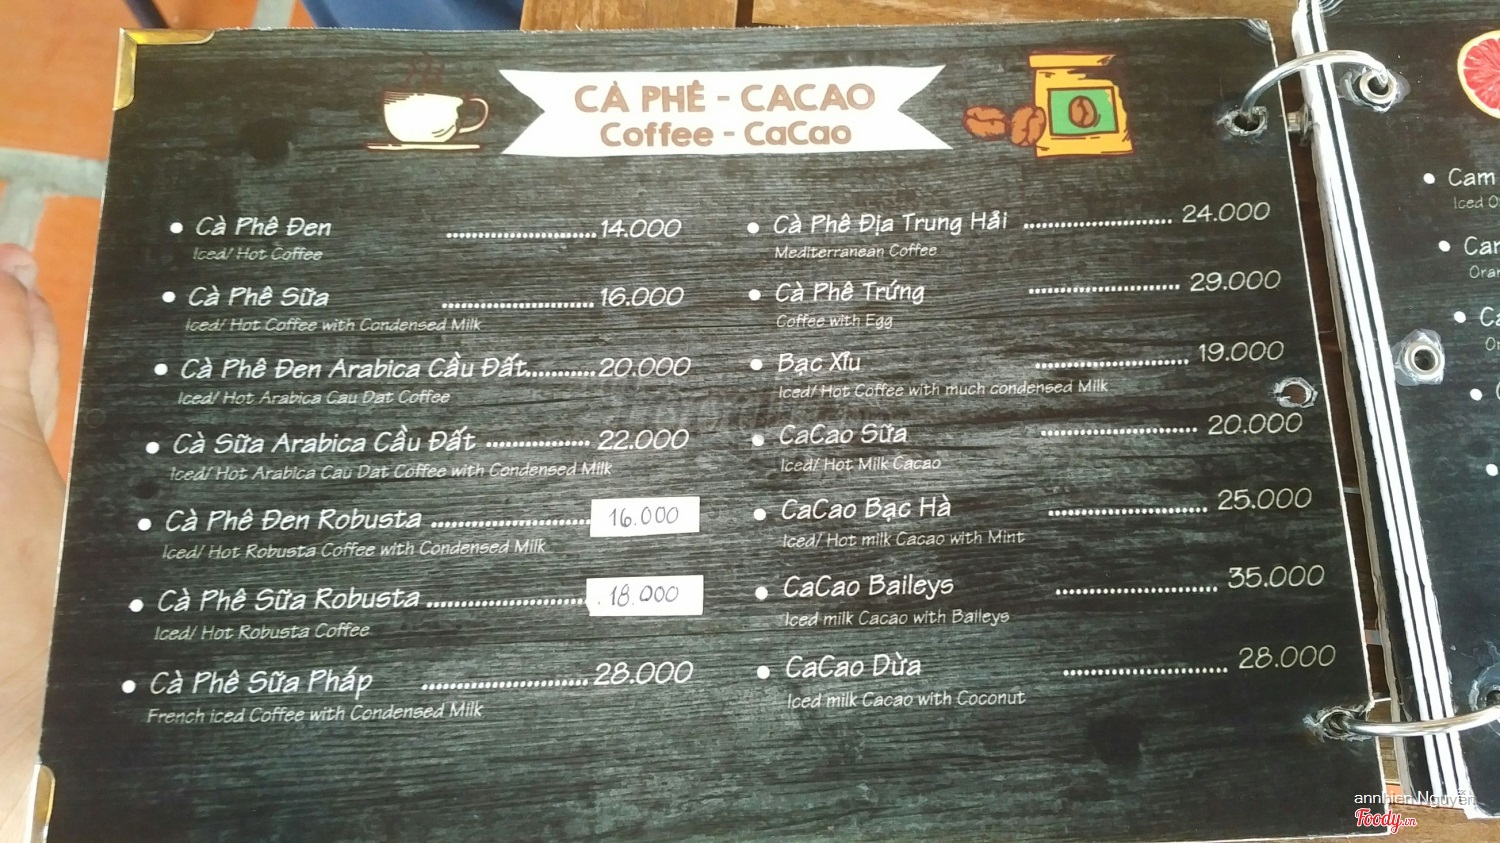 CÀ PHÊ - CACAO
Coffee - CaCao
Cà Phê Đen ..............................14.000
Iced/ Hot Coffee
Cà Phê Sữa ..............................16.000
Iced/ Hot Coffee with Condensed Milk
Cà Phê Đen Arabica Cầu Đất..............20.000
Iced/ Hot Arabica Cau Dat Coffee
Cà Sữa Arabica Cầu Đất .................... 22.000
Iced/ Hot Arabica Cau Dat Coffee with Condensed Milk
Cà Phê Đen Robusta .............................. 16.000
Iced/ Hot Robusta Coffee with Condensed Milk
Cà Phê Sữa Robusta .............................. 18.000
Iced/ Hot Robusta Coffee
Cà Phê Sữa Pháp .............................. 28.000
French iced Coffee with Condensed Milk
Cà Phê Địa Trung Hải .............................. 24.000
Mediterranean Coffee
Cà Phê Trứng .............................. 29.000
Coffee with Egg
Bạc Xỉu .............................. 19.000
Iced/ Hot Coffee with much condensed Milk
CaCao Sữa .............................. 20.000
Iced/ Hot Milk Cacao
CaCao Bạc Hà .............................. 25.000
Iced/ Hot milk Cacao with Mint
CaCao Baileys .............................. 35.000
Iced milk Cacao with Baileys
CaCao Dừa .............................. 28.000
Iced milk Cacao with Coconut
Cam
Iced
annhien Nguyễn
Foody.vn